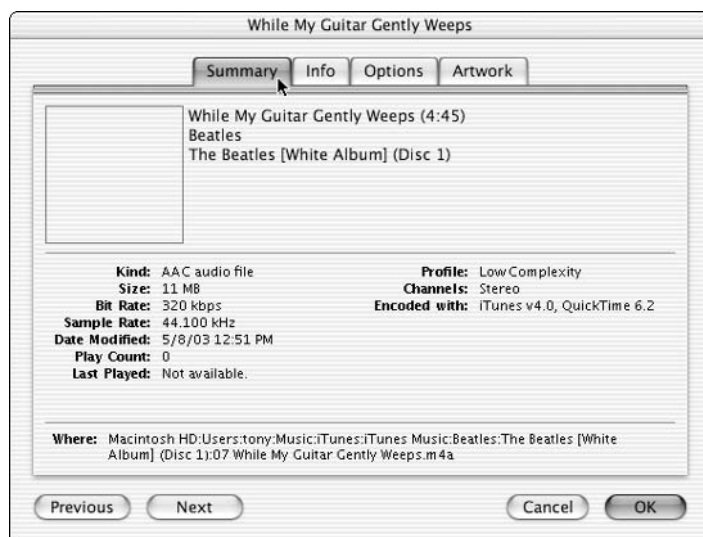 While My Guitar Gently Weeps
Summary Info Options Artwork
While My Guitar Gently Weeps (4:45)
Beatles
The Beatles [White Album] (Disc 1)
Kind: AAC audio file
Size: 11 MB
Bit Rate: 320 kbps
Sample Rate: 44.100 kHz
Date Modified: 5/8/03 12:51 PM
Play Count: 0
Last Played: Not available.
Profile: Low Complexity
Channels: Stereo
Encoded with: iTunes v4.0, QuickTime 6.2
Where: Macintosh HD:Users:tony:Music:iTunes:iTunes Music:Beatles:The Beatles [White
Album] (Disc 1):07 While My Guitar Gently Weeps.m4a
Previous Next Cancel OK